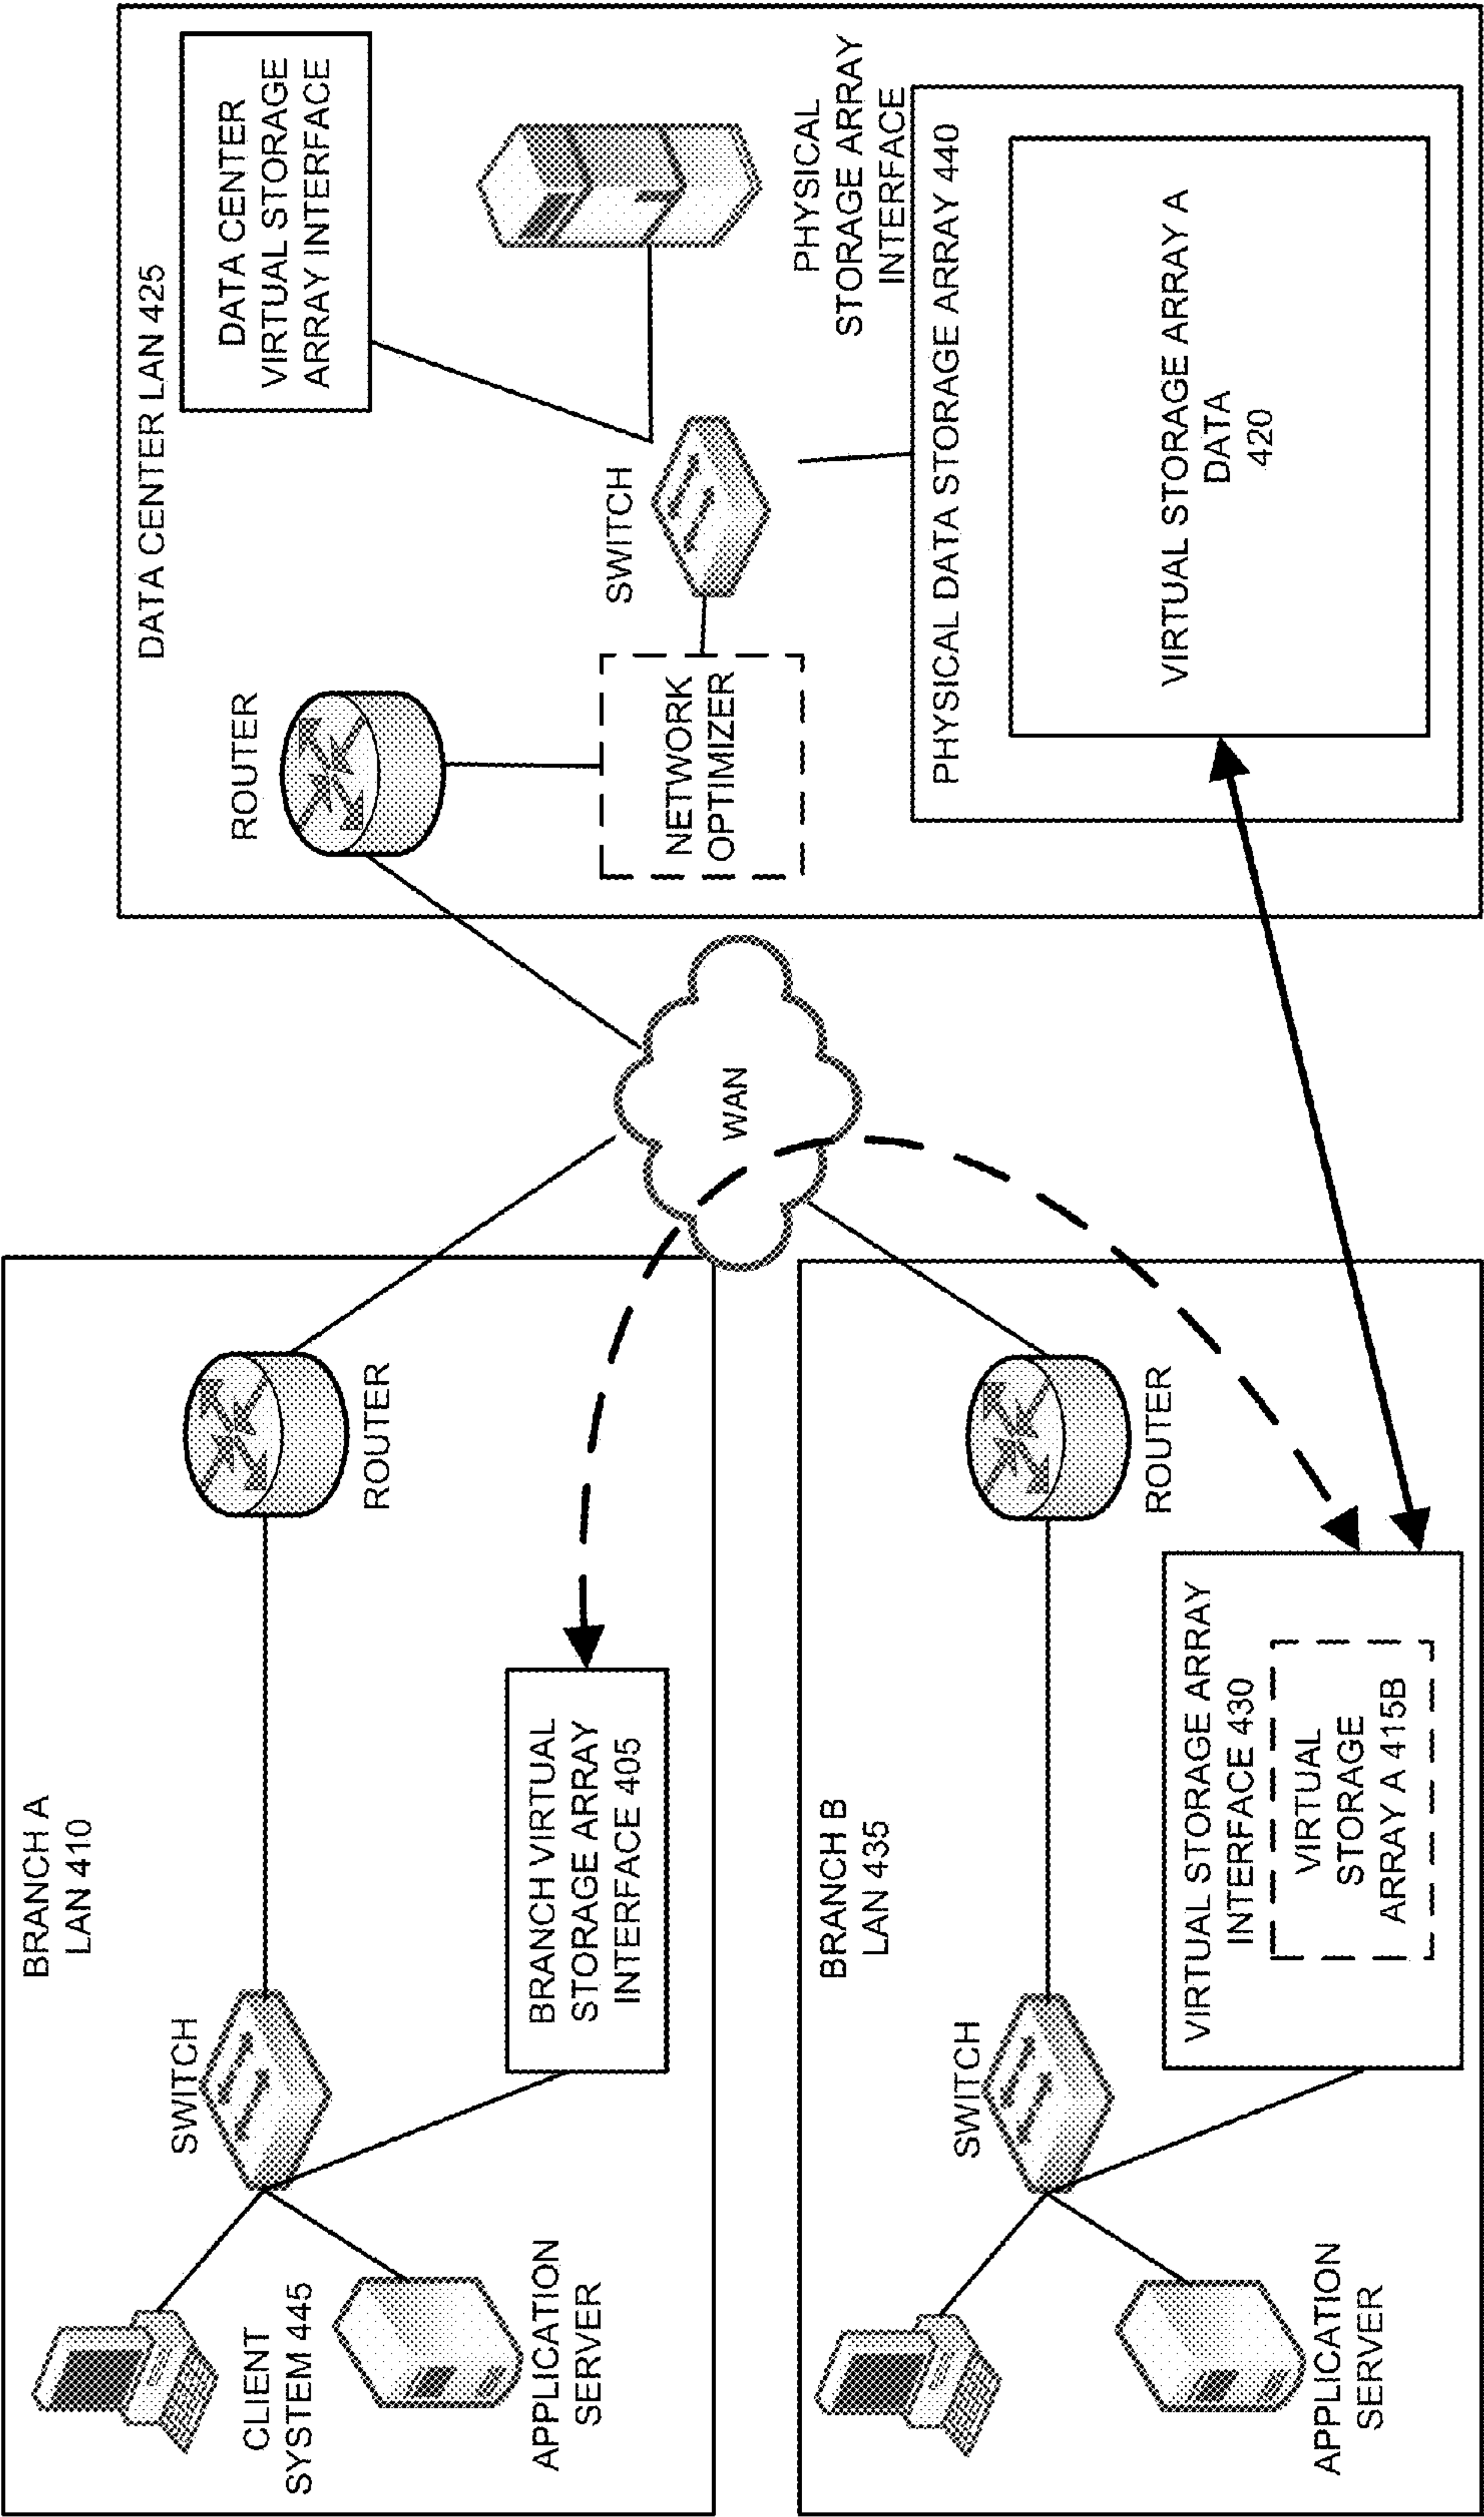 BRANCH A
LAN 410
SWITCH
ROUTER
CLIENT
SYSTEM 445
APPLICATION
SERVER
BRANCH VIRTUAL
STORAGE ARRAY
INTERFACE 405
BRANCH B
LAN 435
SWITCH
ROUTER
APPLICATION
SERVER
VIRTUAL STORAGE ARRAY
INTERFACE 430
VIRTUAL
STORAGE
ARRAY A 415B
WAN
DATA CENTER LAN 425
ROUTER
DATA CENTER
VIRTUAL STORAGE
ARRAY INTERFACE
SWITCH
NETWORK
OPTIMIZER
PHYSICAL
STORAGE ARRAY
INTERFACE
PHYSICAL DATA STORAGE ARRAY 440
VIRTUAL STORAGE ARRAY A
DATA
420